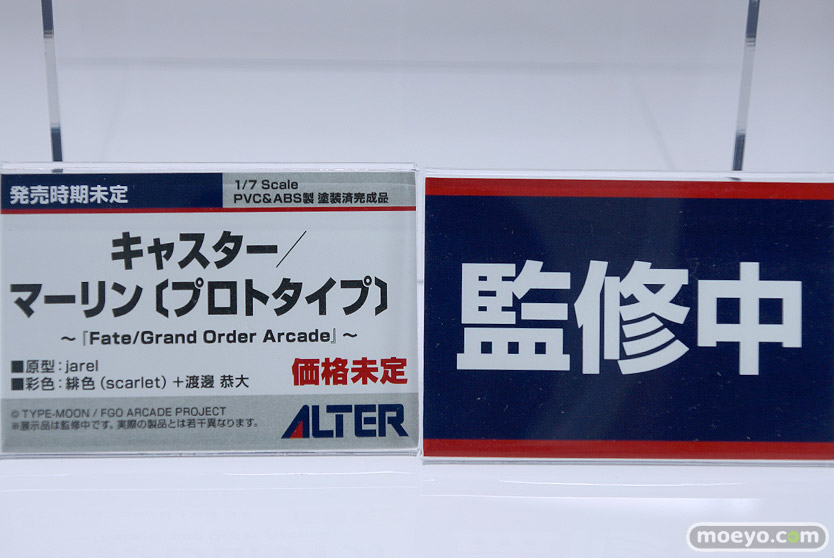 発売時期未定
1/7 Scale
PVC&ABS製 塗装済完成品
キャスター／
マーリン〔プロトタイプ〕
～『Fate/Grand Order Arcade』～
■原型：jarel
■彩色：緋色（scarlet）＋渡邊 恭大
価格未定
© TYPE-MOON / FGO ARCADE PROJECT
※展示品は監修中です。実際の製品とは若干異なります。
ALTER
監修中
moeyo.com